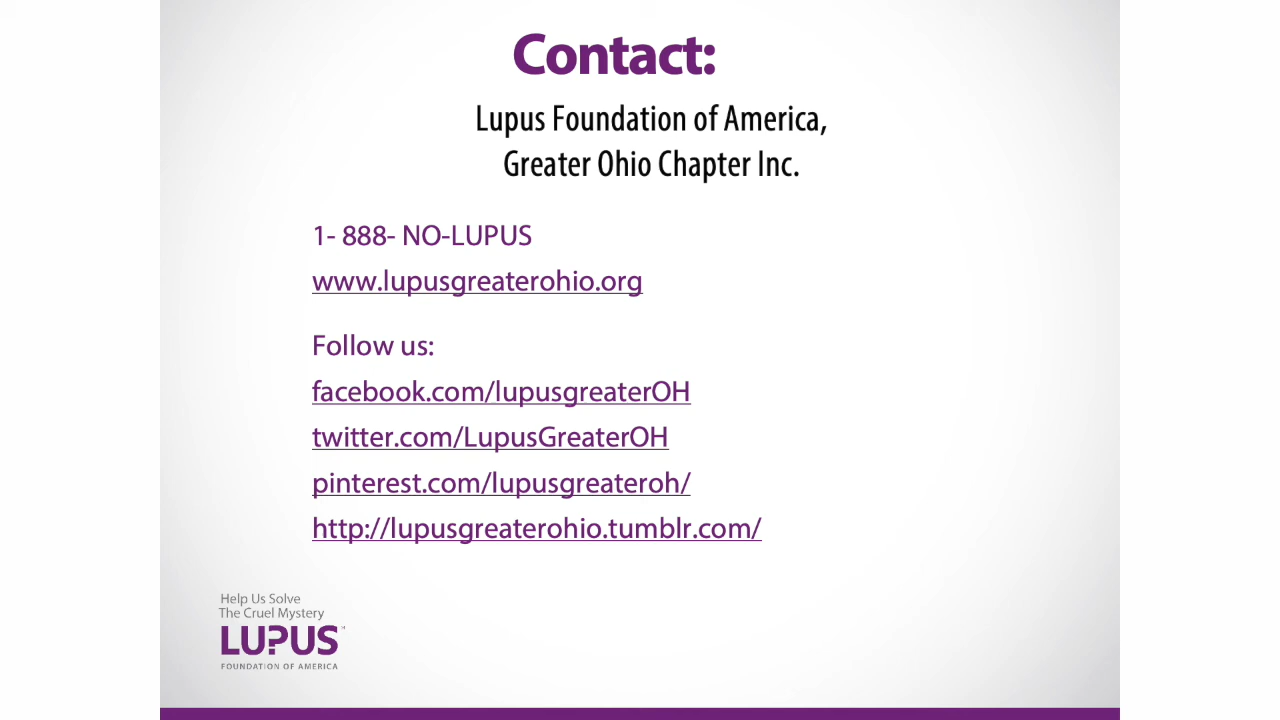 Contact:
Lupus Foundation of America,
Greater Ohio Chapter Inc.
1- 888- NO-LUPUS
www.lupusgreaterohio.org
Follow us:
facebook.com/lupusgreaterOH
twitter.com/LupusGreaterOH
pinterest.com/lupusgreateroh/
http://lupusgreaterohio.tumblr.com/
Help Us Solve
The Cruel Mystery
LUPUS™
FOUNDATION OF AMERICA